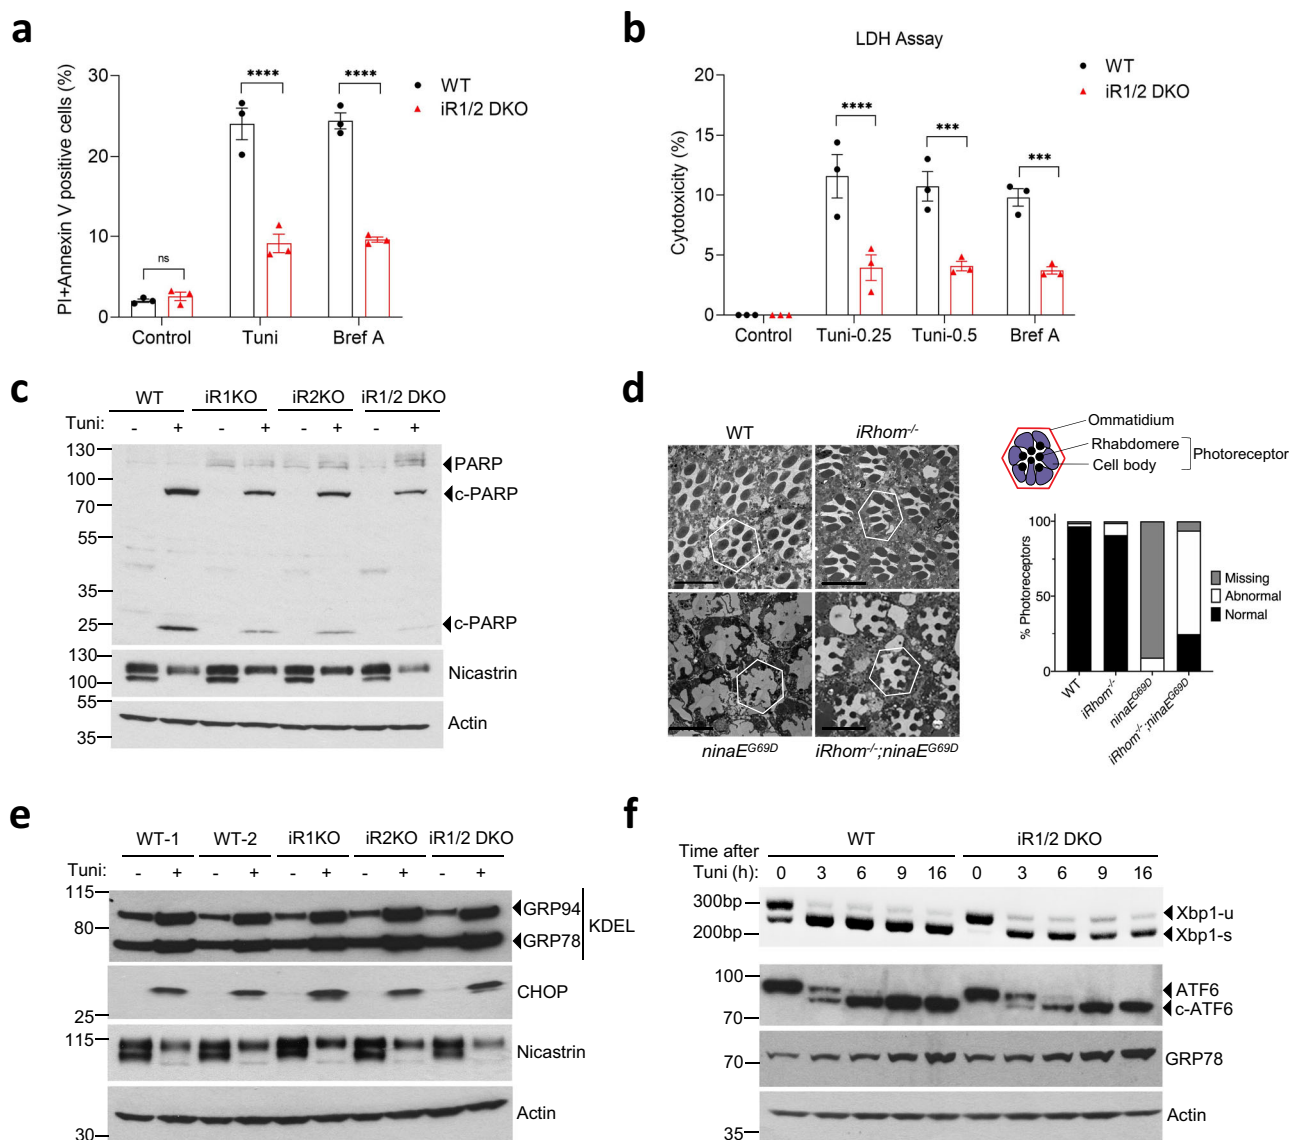 a
PI+Annexin V positive cells (%)
30
20
10
0
ns
****
****
WT
iR1/2 DKO
Control
Tuni
Bref A
b
LDH Assay
Cytotoxicity (%)
20
15
10
5
0
****
***
***
WT
iR1/2 DKO
Control
Tuni-0.25
Tuni-0.5
Bref A
c
WT iR1KO iR2KO iR1/2 DKO
Tuni: - + - + - + - +
130
100
70
55
35
25
PARP
c-PARP
c-PARP
130
100
Nicastrin
55
35
Actin
d
WT
iRhom-/-
ninaEG69D
iRhom-/-;ninaEG69D
Ommatidium
Rhabdomere
Cell body
Photoreceptor
% Photoreceptors
100
50
0
Missing
Abnormal
Normal
WT
iRhom-/-
ninaEG69D
iRhom-/-;ninaEG69D
e
WT-1 WT-2 iR1KO iR2KO iR1/2 DKO
Tuni: - + - + - + - + - +
115
80
GRP94
GRP78
KDEL
25
CHOP
115
Nicastrin
30
Actin
f
WT iR1/2 DKO
Time after
Tuni (h): 0 3 6 9 16 0 3 6 9 16
300bp
200bp
Xbp1-u
Xbp1-s
100
70
ATF6
c-ATF6
70
GRP78
35
Actin